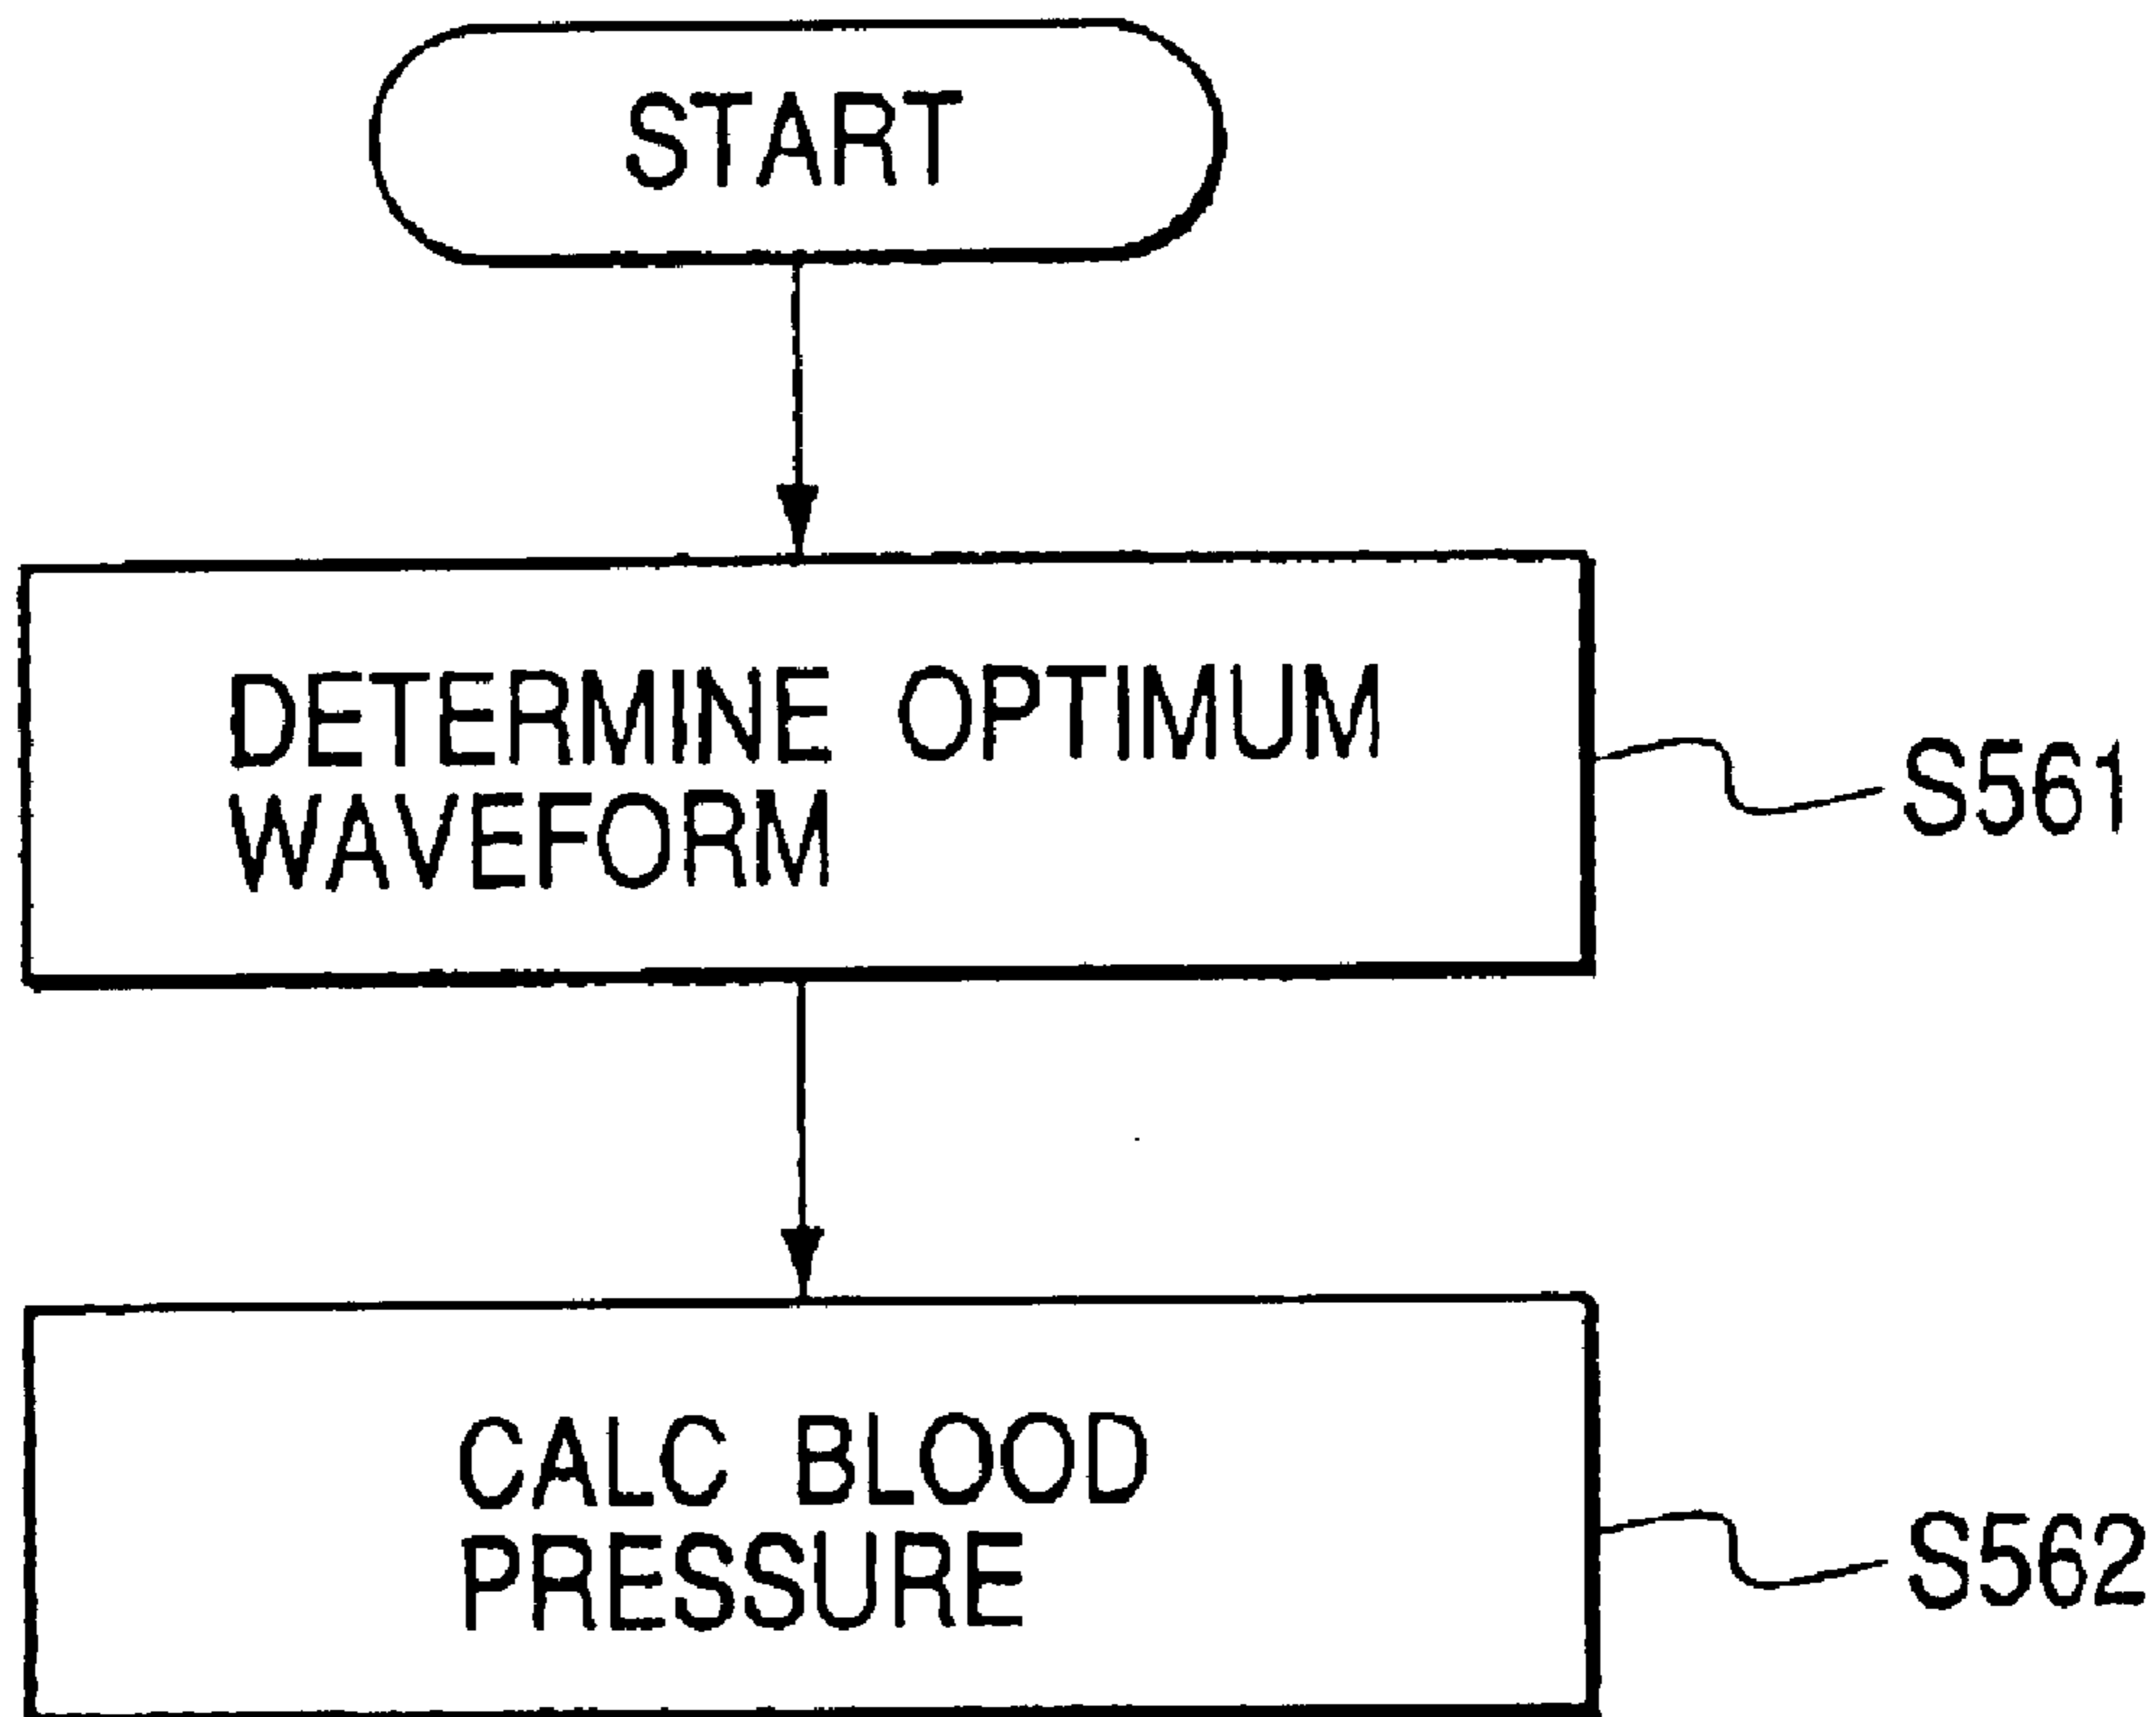 START
DETERMINE OPTIMUM
WAVEFORM
S561
CALC BLOOD
PRESSURE
S562